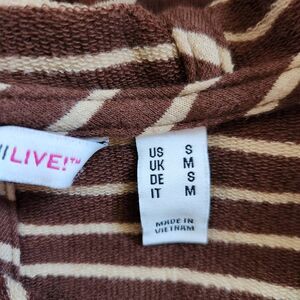 LIVE!™
US S
UK M
DE S
IT M
MADE IN
VIETNAM